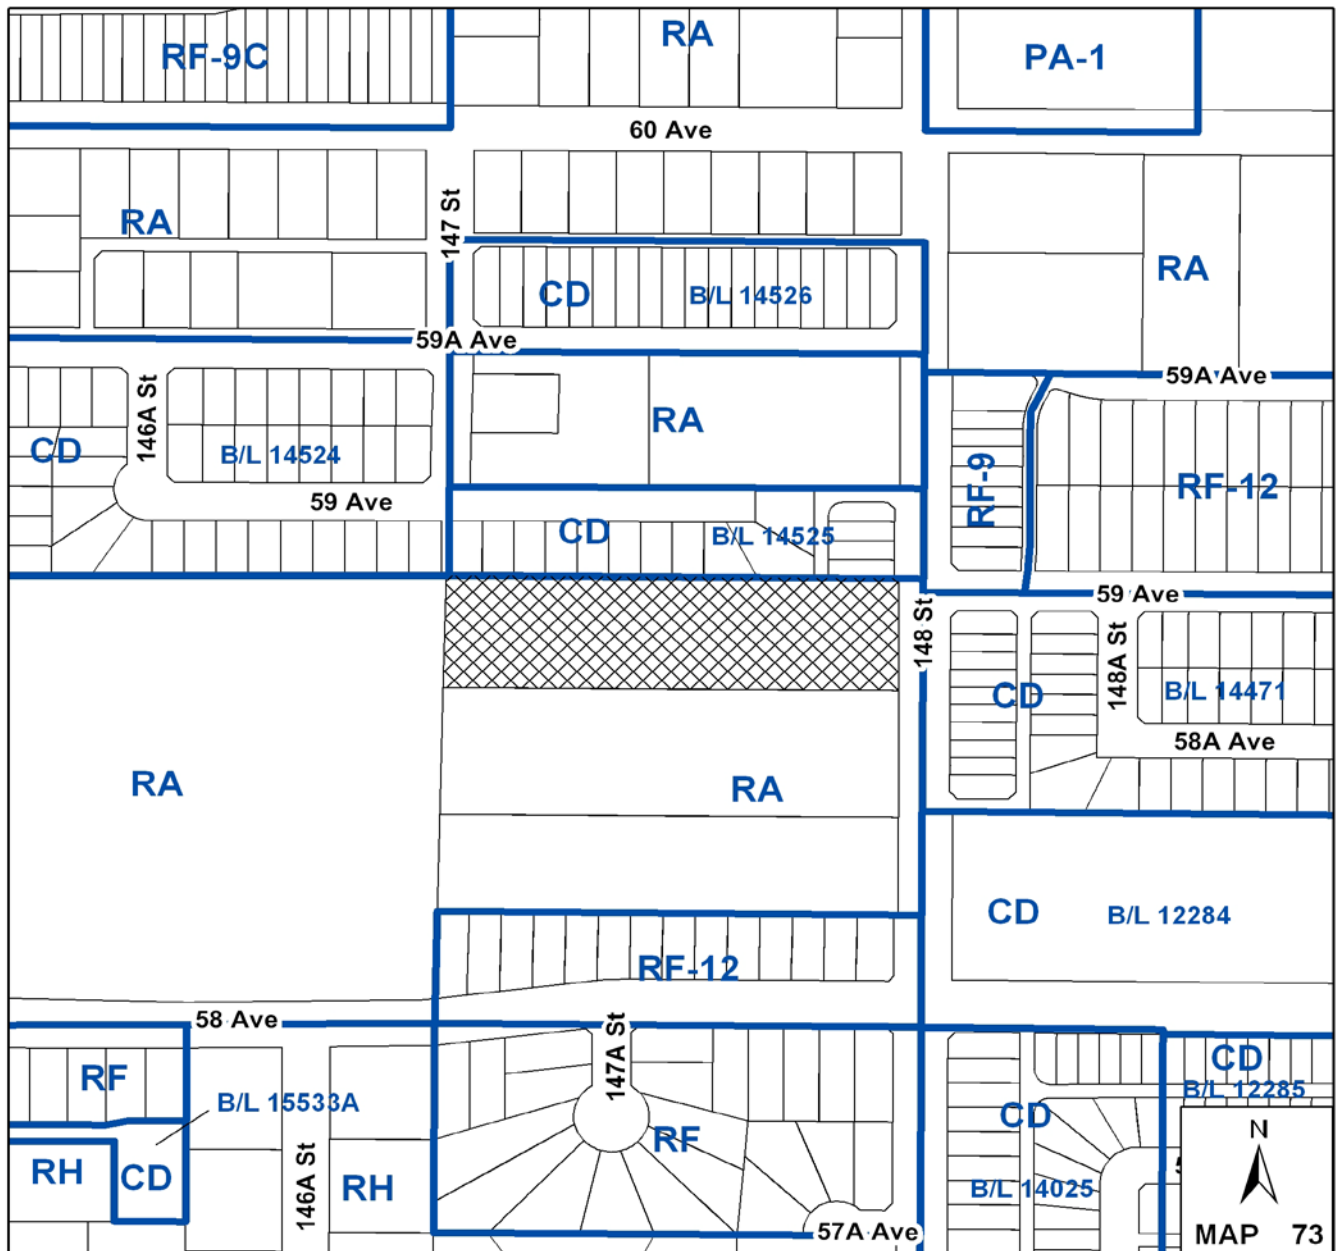 RA
RF-9C
PA-1
60 Ave
147 St
RA
RA
CD
B/L 14526
59A Ave
59A Ave
146A St
RA
CD
B/L 14524
RF-9
RF-12
59 Ave
CD
B/L 14525
59 Ave
148 St
148A St
CD
B/L 14471
58A Ave
RA
RA
CD
B/L 12284
RF-12
58 Ave
147A St
RF
CD
B/L 12285
B/L 15533A
CD
RF
N
146A St
RH
CD
RH
B/L 14025
57A Ave
MAP 73